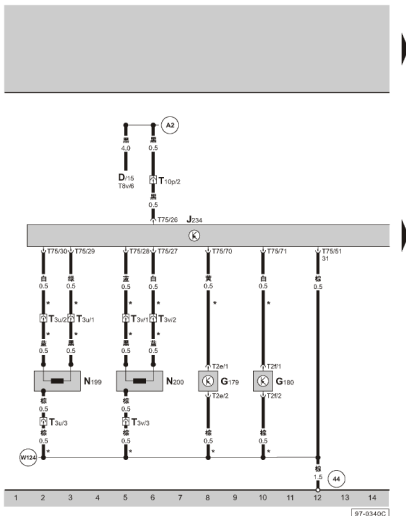 A2
黑 黑
4.0 0.5
D/15
T8v/6
T10p/2
黑
0.5
T75/26 J234
K
T75/30 T75/29 T75/28 T75/27 T75/70 T75/71 T75/51
31
白 棕 蓝 白 黄 白 棕
0.5 0.5 0.5 0.5 0.5 0.5 0.5
* * * * * *
T3u/2 T3u/1 T3v/1 T3v/2
蓝 黑 黑 蓝
0.5 0.5 0.5 0.5
* * * *
T2e/1 T2f/1
N199 N200 K G179 K G180
T2e/2 T2f/2
棕 棕 棕 棕
0.5 0.5 0.5 0.5
T3u/3 T3v/3
棕 棕
0.5 0.5
* * * *
W124
棕
1.5
44
1 2 3 4 5 6 7 8 9 10 11 12 13 14
97-0340C